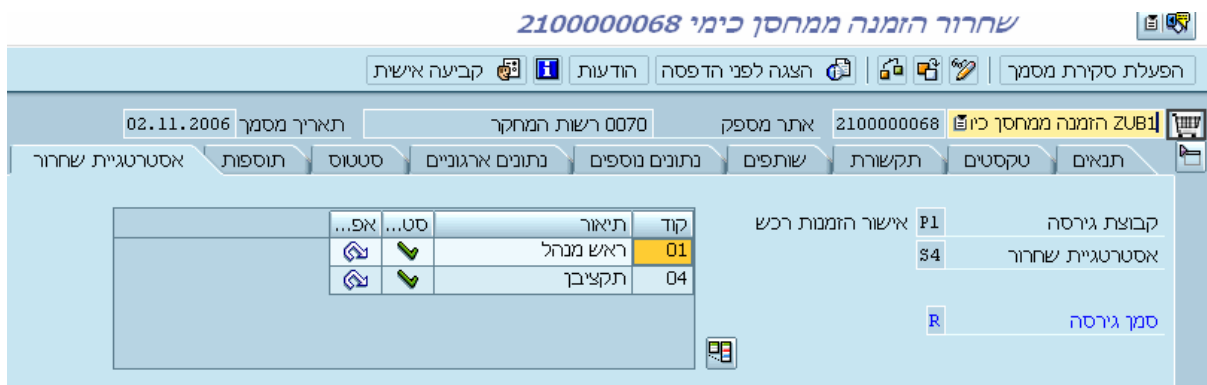 שחרור הזמנה ממחסן כימי 2100000068
הפעלת סקירת מסמך הצגה לפני הדפסה הודעות קביעה אישית
ZUB1 הזמנה ממחסן כיו 2100000068 אתר מספק 0070 רשות המחקר תאריך מסמך 02.11.2006
תנאים טקסטים תקשורת שותפים נתונים נוספים נתונים ארגוניים סטטוס תוספות אסטרטגיית שחרור
קבוצת גירסה P1 אישור הזמנות רכש
אסטרטגיית שחרור S4
סמן גירסה R
קוד תיאור סט... אפ...
01 ראש מנהל
04 תקציבן